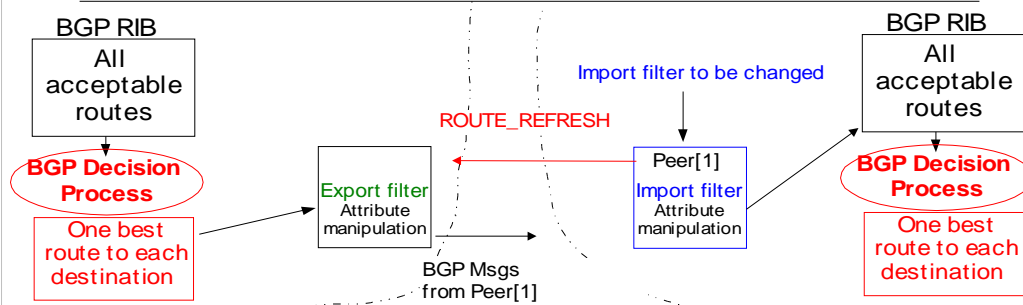 BGP RIB
All
acceptable
routes
BGP Decision
Process
One best
route to each
destination
Export filter
Attribute
manipulation
BGP Msgs
from Peer[1]
ROUTE_REFRESH
Import filter to be changed
Peer[1]
Import filter
Attribute
manipulation
BGP RIB
All
acceptable
routes
BGP Decision
Process
One best
route to each
destination